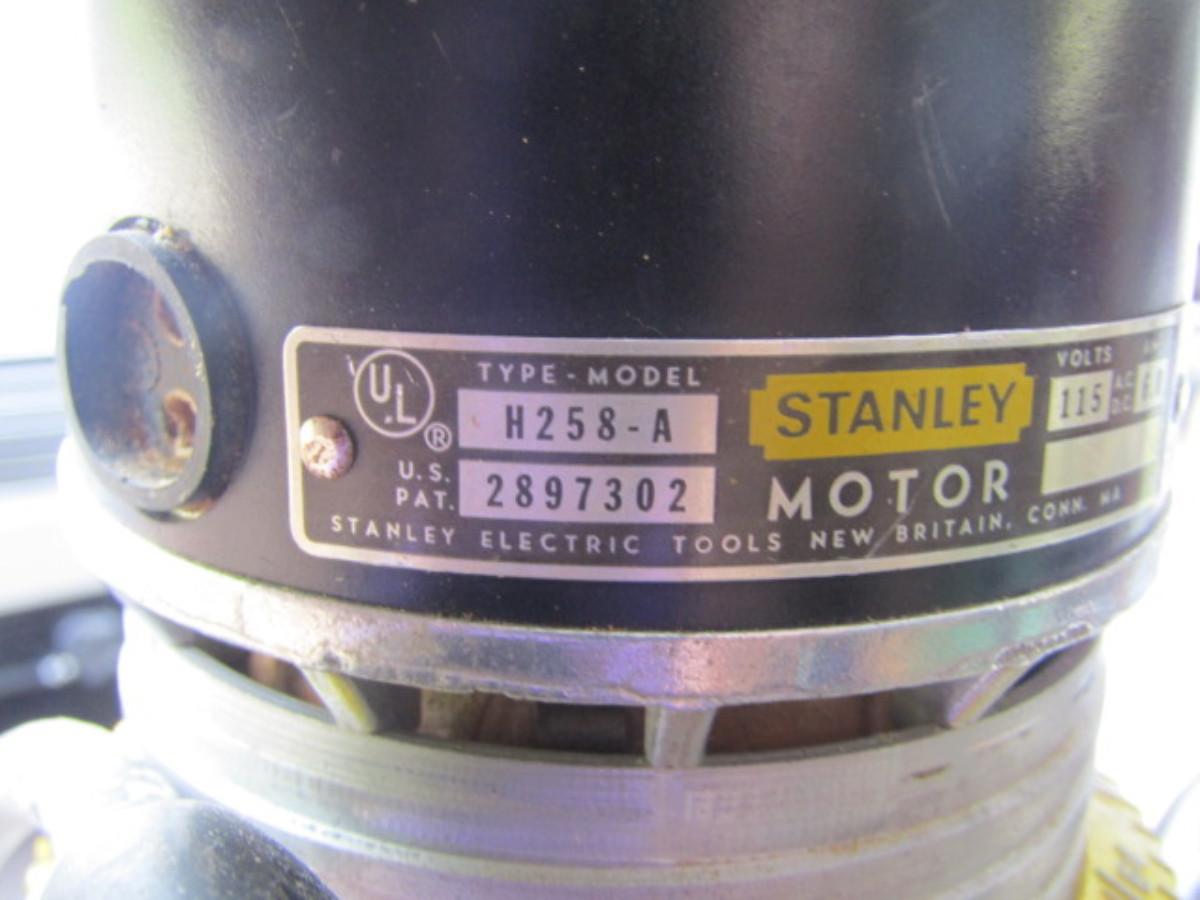 UL ®
TYPE-MODEL
H258-A
U.S.
PAT.
2897302
STANLEY
MOTOR
VOLTS
115
A.C.
D.C.
STANLEY ELECTRIC TOOLS NEW BRITAIN, CONN.